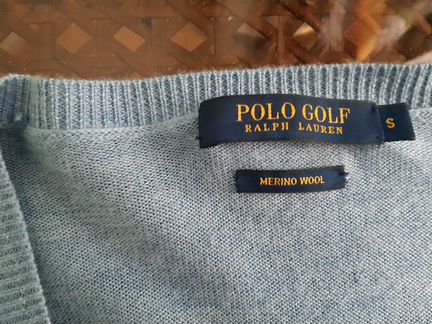 POLO GOLF
RALPH LAUREN
S
MERINO WOOL